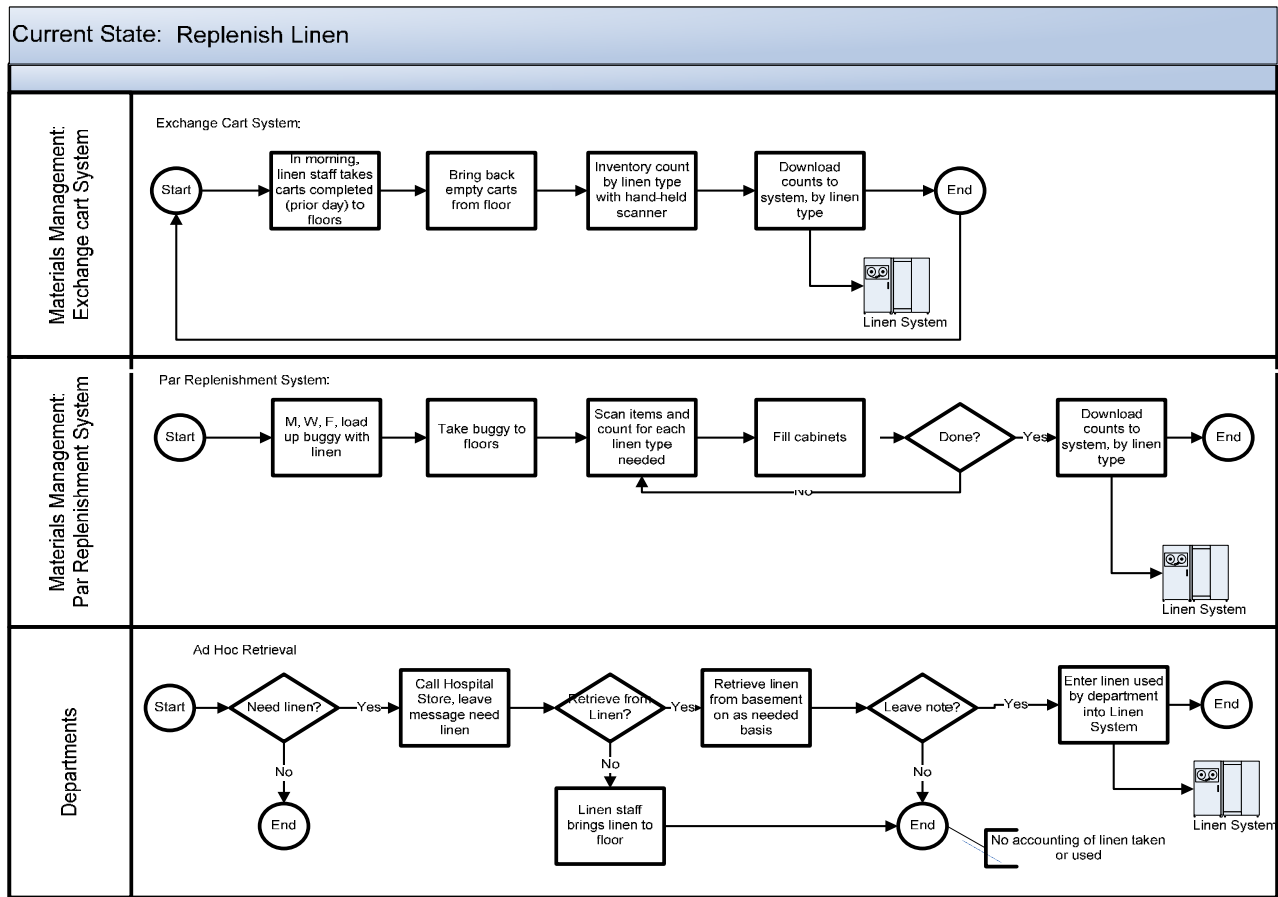 Current State:  Replenish Linen
Materials Management:
Exchange cart System
Exchange Cart System:
Start
In morning,
linen staff takes
carts completed
(prior day) to
floors
Bring back
empty carts
from floor
Inventory count
by linen type
with hand-held
scanner
Download
counts to
system, by linen
type
End
Linen System
Materials Management:
Par Replenishment System
Par Replenishment System:
Start
M, W, F, load
up buggy with
linen
Take buggy to
floors
Scan items and
count for each
linen type
needed
Fill cabinets
Done?
Yes
No
Download
counts to
system, by linen
type
End
Linen System
Departments
Ad Hoc Retrieval
Start
Need linen?
Yes
No
End
Call Hospital
Store, leave
message need
linen
Retrieve from
Linen?
Yes
No
Linen staff
brings linen to
floor
Retrieve linen
from basement
on as needed
basis
Leave note?
Yes
No
End
No accounting of linen taken
or used
Enter linen used
by department
into Linen
System
End
Linen System